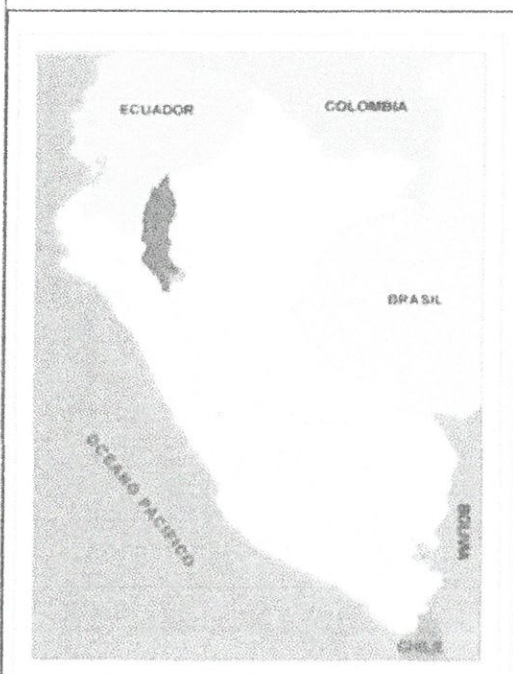 ECUADOR
COLOMBIA
BRASIL
OCEANO PACIFICO
BOLIVIA
CHILE